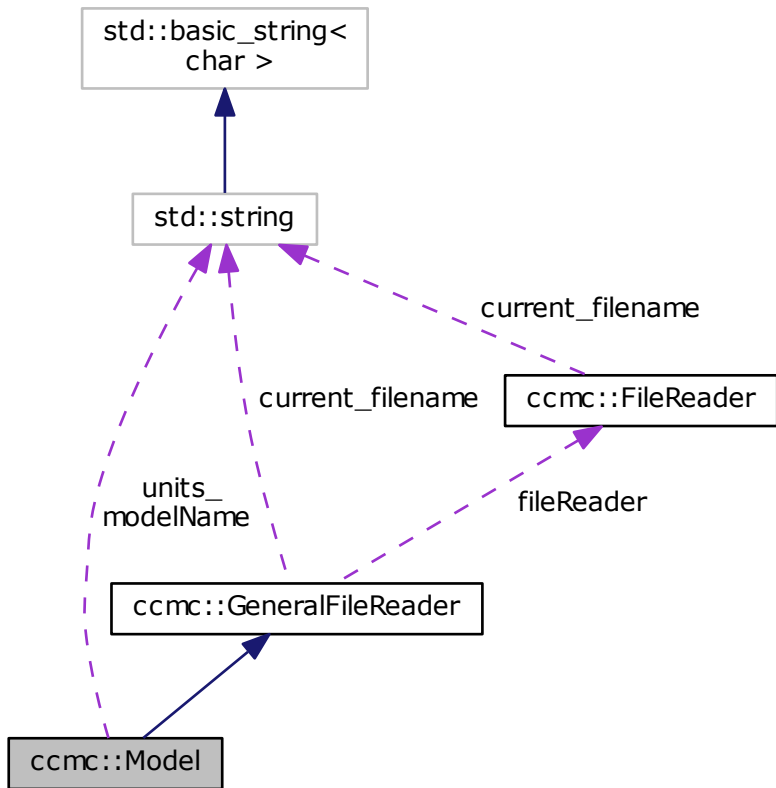 std::basic_string<
char >
std::string
current_filename
ccmc::FileReader
current_filename
units_
modelName
fileReader
ccmc::GeneralFileReader
ccmc::Model